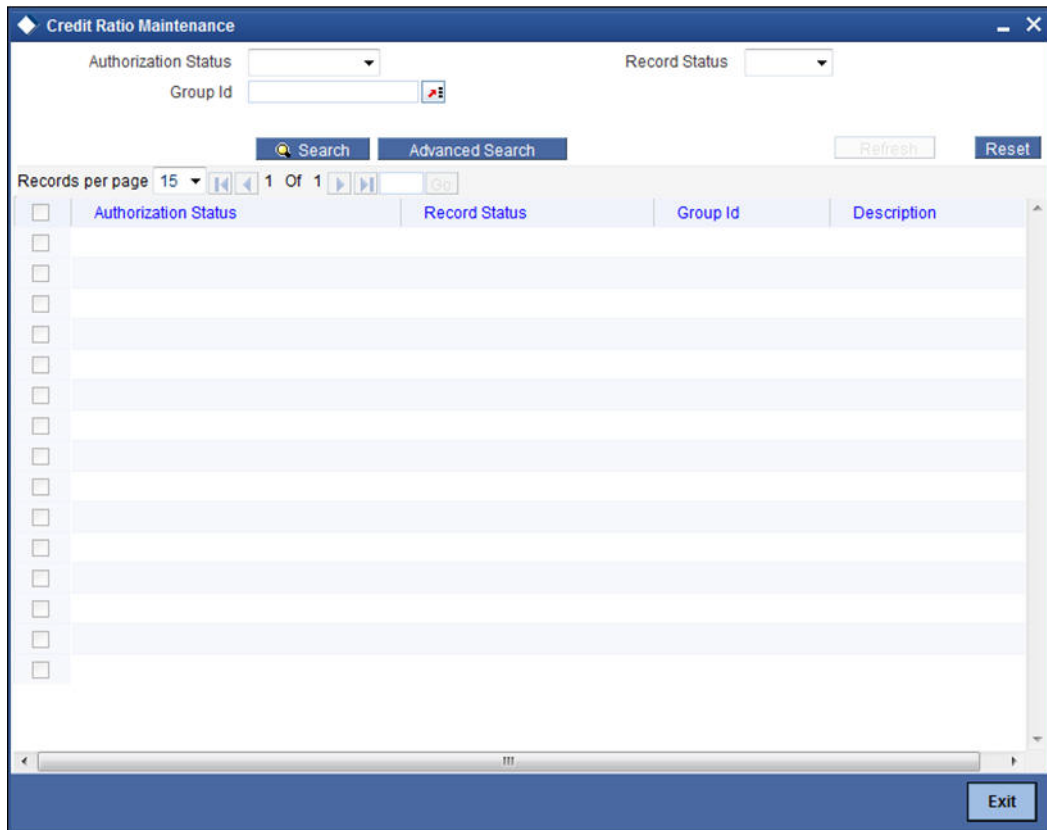 Credit Ratio Maintenance
Authorization Status Record Status
Group Id
Search Advanced Search Refresh Reset
Records per page 15 1 Of 1 Go
Authorization Status Record Status Group Id Description
Exit